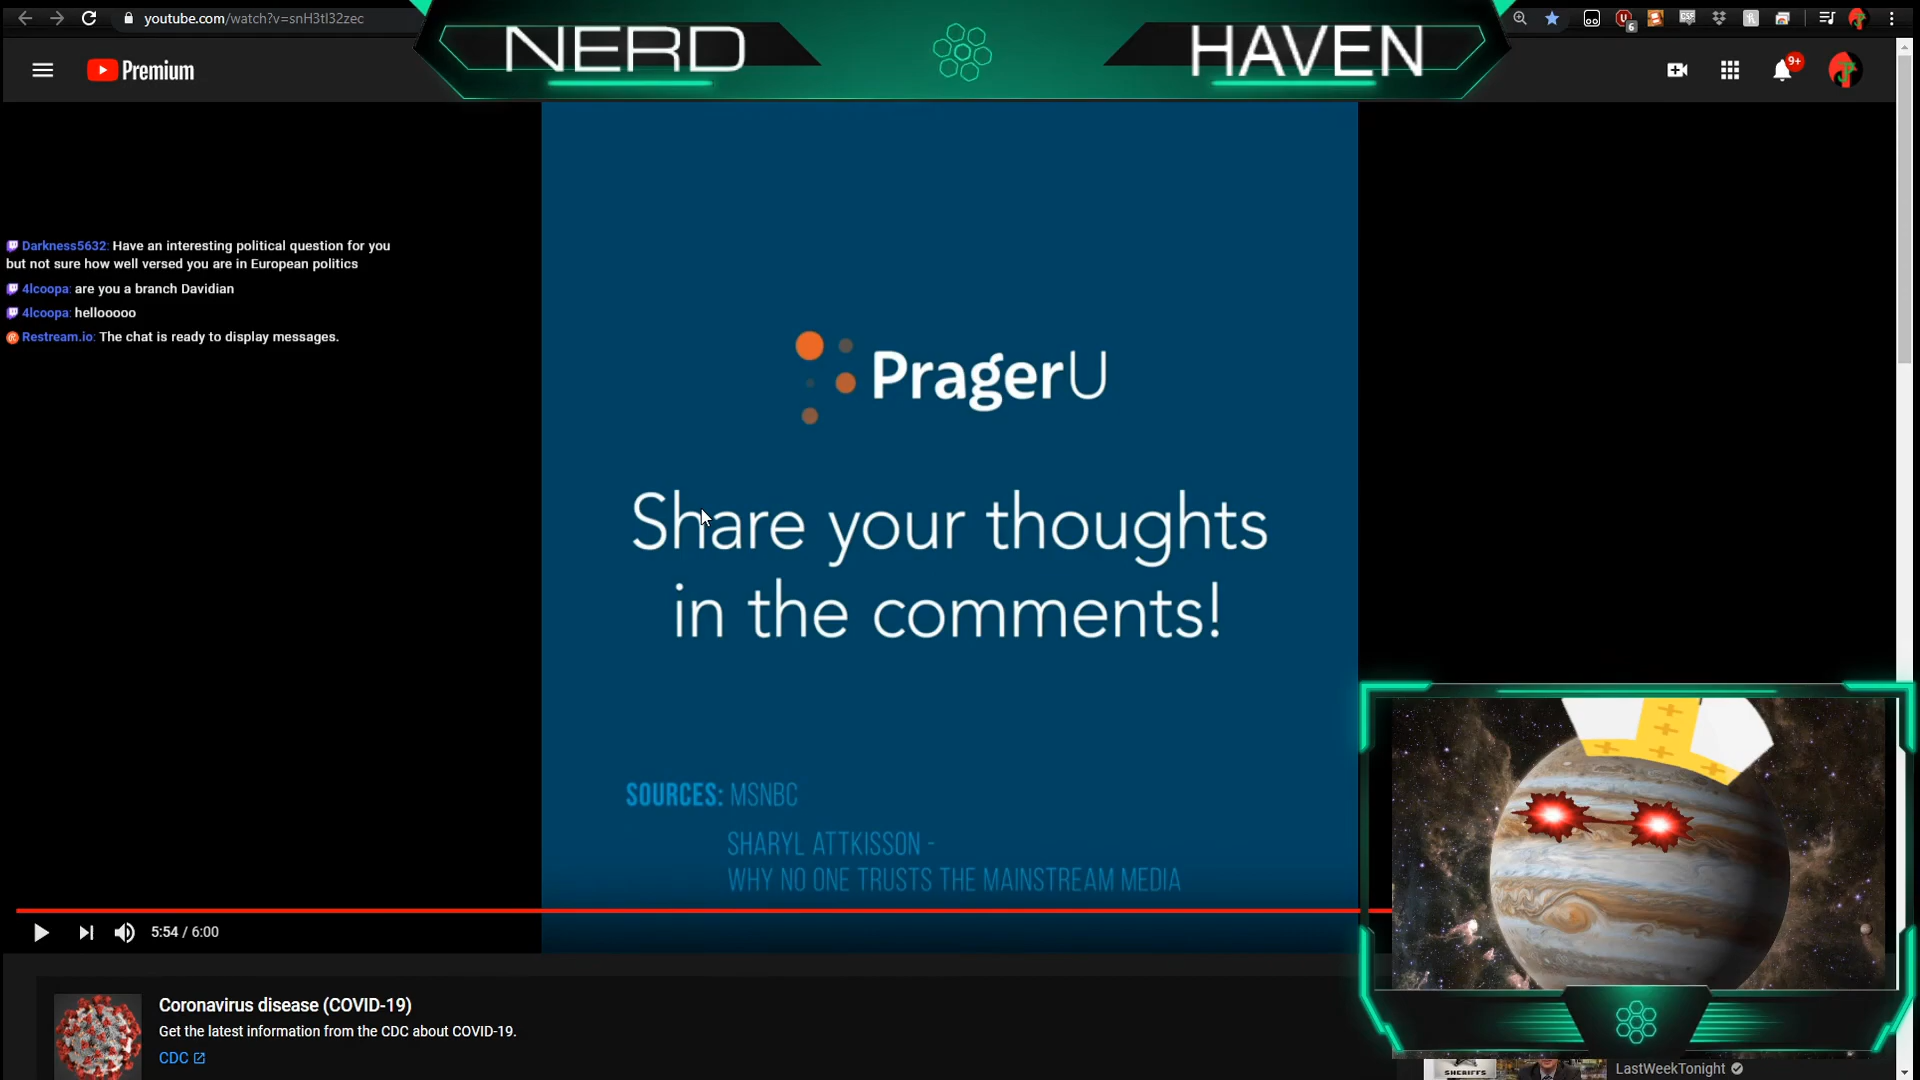 youtube.com/watch?v=snH3tl32zec
NERD
HAVEN
6
Premium
9+
Darkness5632: Have an interesting political question for you
but not sure how well versed you are in European politics
4lcoopa: are you a branch Davidian
4lcoopa: hellooooo
Restream.io: The chat is ready to display messages.
PragerU
Share your thoughts
in the comments!
SOURCES: MSNBC
SHARYL ATTKISSON -
WHY NO ONE TRUSTS THE MAINSTREAM MEDIA
5:54 / 6:00
Coronavirus disease (COVID-19)
Get the latest information from the CDC about COVID-19.
CDC
SHERIFFS
LastWeekTonight